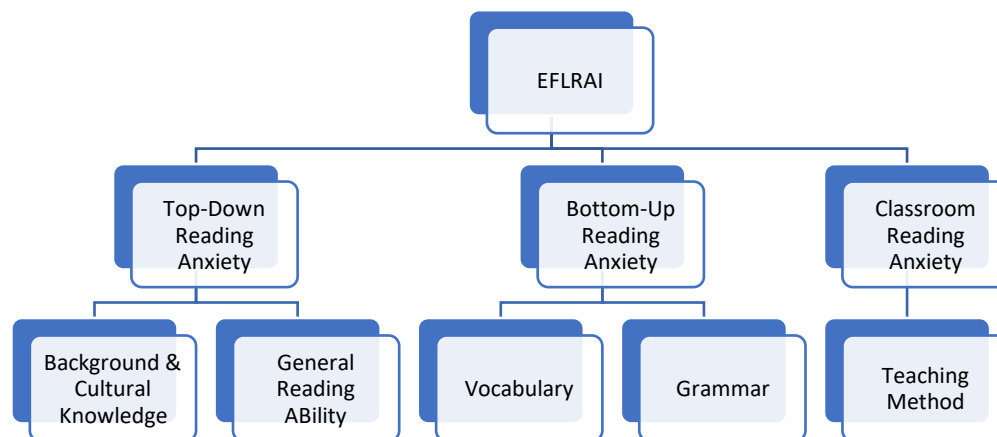 EFLRAI
Top-Down
Reading
Anxiety
Bottom-Up
Reading
Anxiety
Classroom
Reading
Anxiety
Background &
Cultural
Knowledge
General
Reading
ABility
Vocabulary
Grammar
Teaching
Method